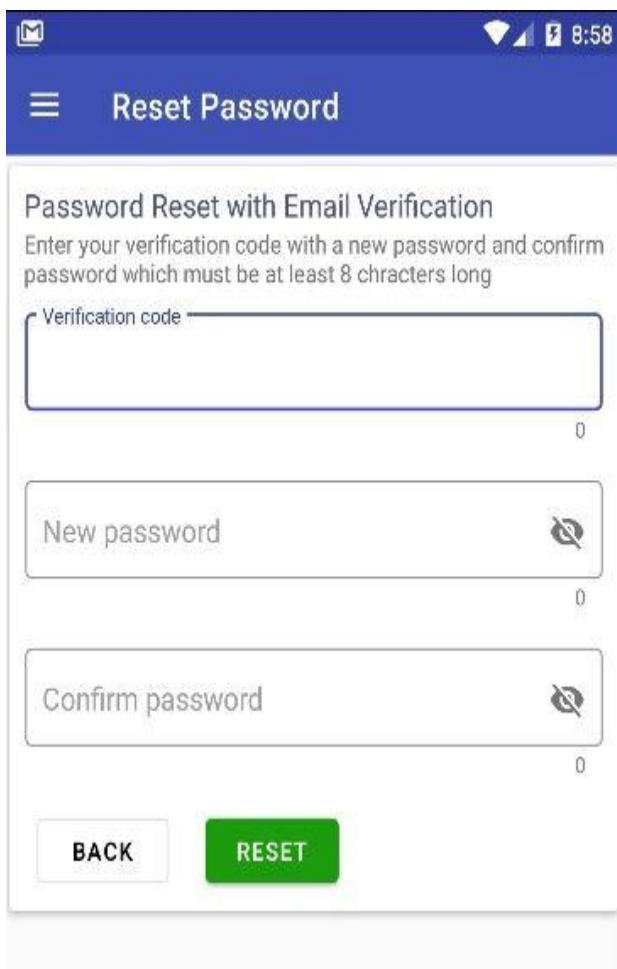 8:58
Reset Password
Password Reset with Email Verification
Enter your verification code with a new password and confirm
password which must be at least 8 chracters long
Verification code
0
New password
0
Confirm password
0
BACK RESET